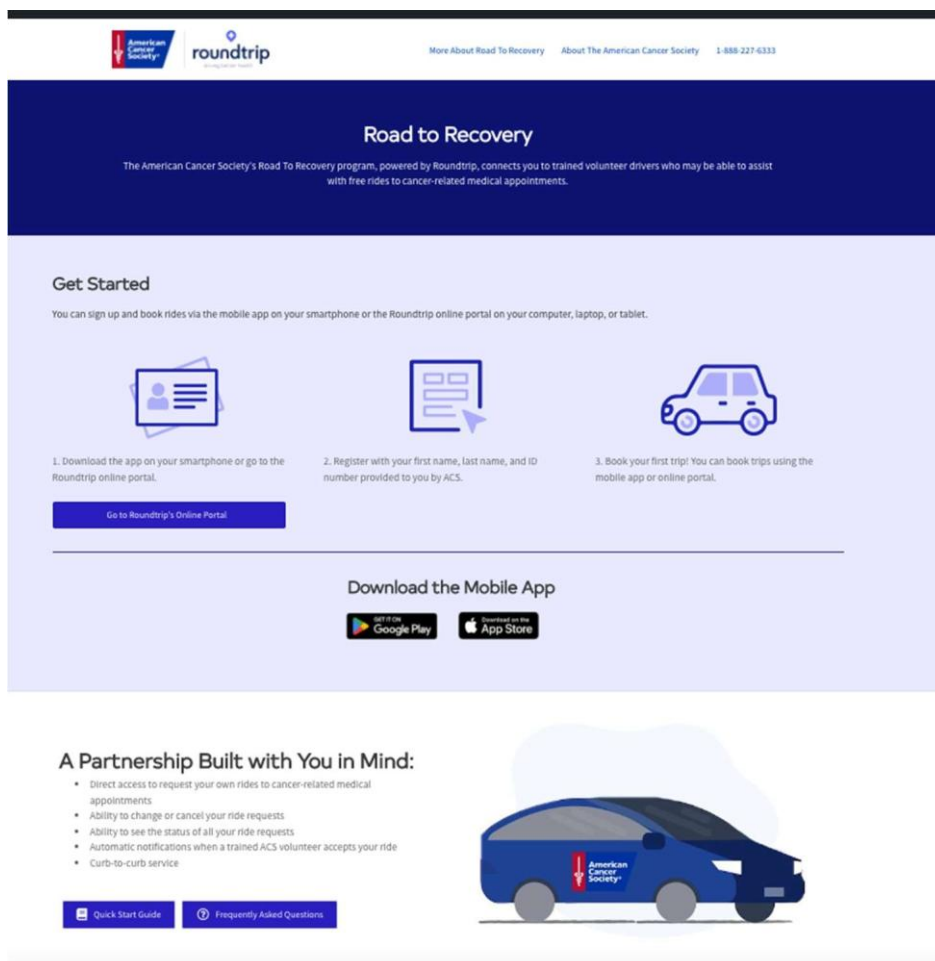 American
Cancer
Society®
roundtrip
More About Road To Recovery About The American Cancer Society 1-888-227-6333
Road to Recovery
The American Cancer Society's Road To Recovery program, powered by Roundtrip, connects you to trained volunteer drivers who may be able to assist
with free rides to cancer-related medical appointments.
Get Started
You can sign up and book rides via the mobile app on your smartphone or the Roundtrip online portal on your computer, laptop, or tablet.
1. Download the app on your smartphone or go to the
Roundtrip online portal.
Go to Roundtrip's Online Portal
2. Register with your first name, last name, and ID
number provided to you by ACS.
3. Book your first trip! You can book trips using the
mobile app or online portal.
Download the Mobile App
GET IT ON
Google Play
Download on the
App Store
A Partnership Built with You in Mind:
• Direct access to request your own rides to cancer-related medical
appointments
• Ability to change or cancel your ride requests
• Ability to see the status of all your ride requests
• Automatic notifications when a trained ACS volunteer accepts your ride
• Curb-to-curb service
Quick Start Guide
Frequently Asked Questions
American
Cancer
Society®